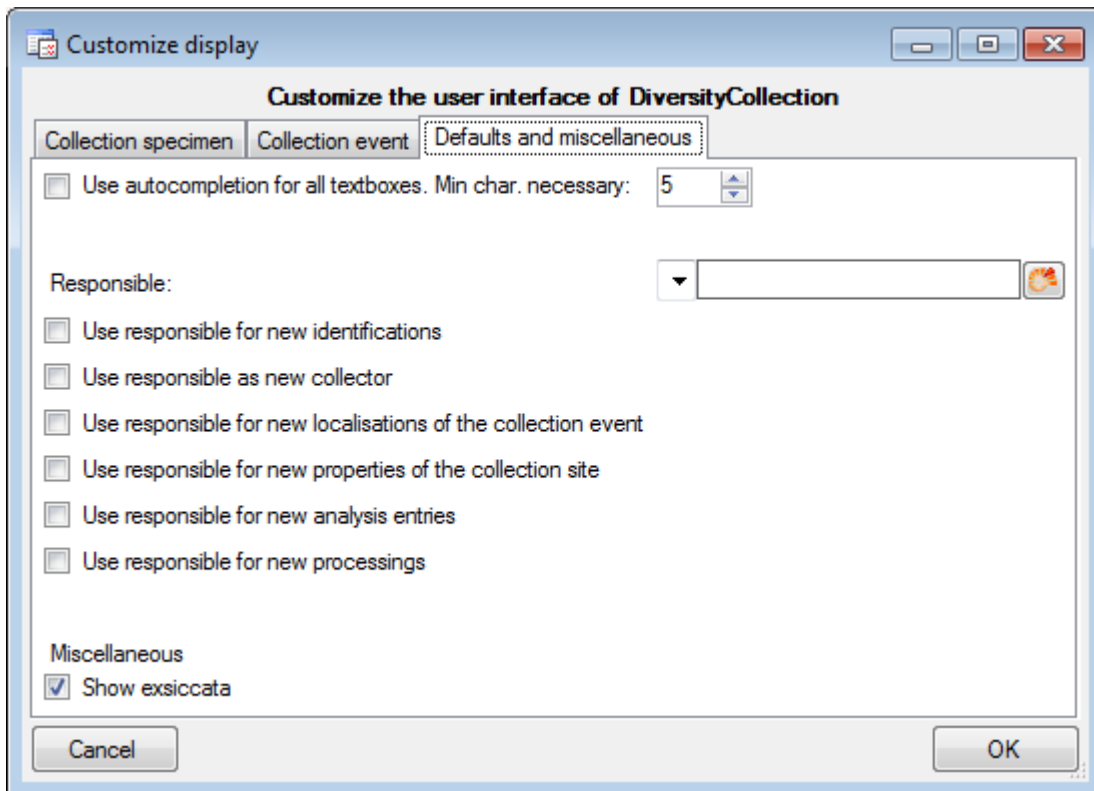 Customize display
Customize the user interface of DiversityCollection
Collection specimen Collection event Defaults and miscellaneous
Use autocompletion for all textboxes. Min char. necessary: 5
Responsible:
Use responsible for new identifications
Use responsible as new collector
Use responsible for new localisations of the collection event
Use responsible for new properties of the collection site
Use responsible for new analysis entries
Use responsible for new processings
Miscellaneous
Show exsiccata
Cancel OK